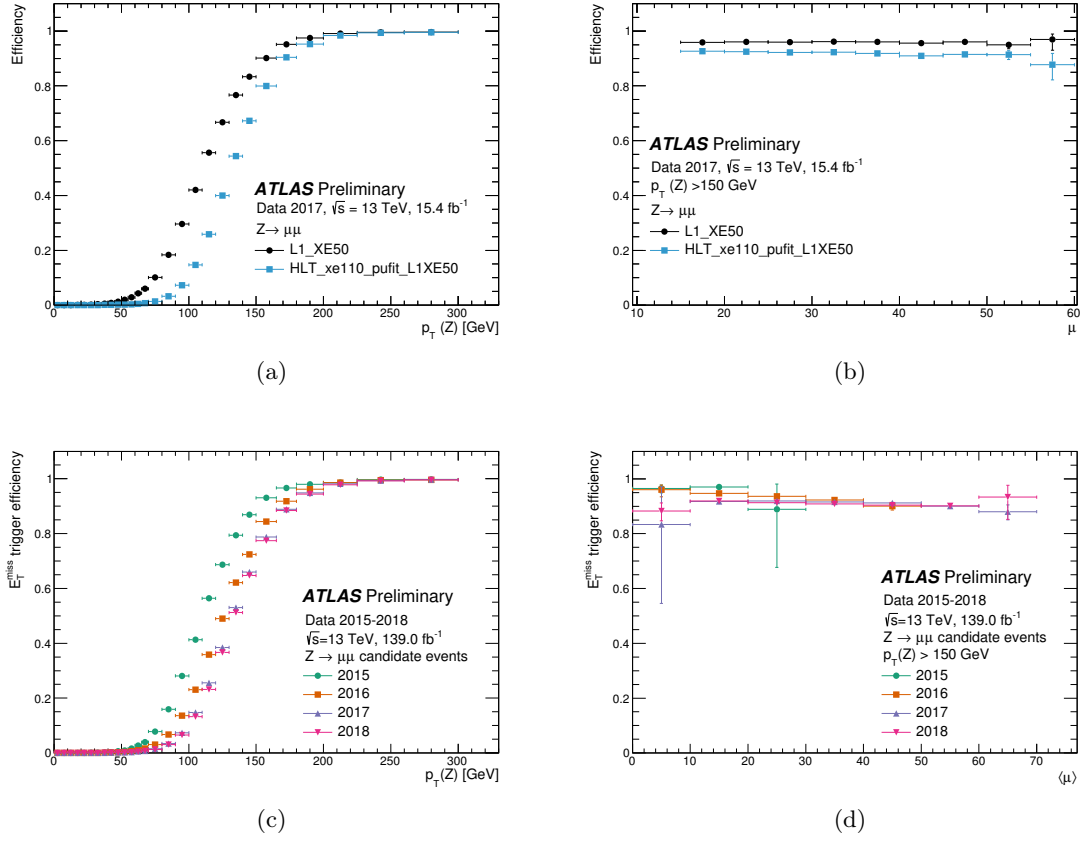 Efficiency
1
0.8
0.6
0.4
0.2
0
ATLAS Preliminary
Data 2017, √s = 13 TeV, 15.4 fb⁻¹
Z→ μμ
L1_XE50
HLT_xe110_pufit_L1XE50
0 50 100 150 200 250 300
p_T (Z) [GeV]
(a)
Efficiency
1
0.8
0.6
0.4
0.2
0
ATLAS Preliminary
Data 2017, √s = 13 TeV, 15.4 fb⁻¹
p_T (Z) >150 GeV
Z→ μμ
L1_XE50
HLT_xe110_pufit_L1XE50
10 20 30 40 50 60
μ
(b)
E_T^miss trigger efficiency
1
0.8
0.6
0.4
0.2
0
ATLAS Preliminary
Data 2015-2018
√s=13 TeV, 139.0 fb⁻¹
Z → μμ candidate events
2015
2016
2017
2018
0 50 100 150 200 250 300
p_T(Z) [GeV]
(c)
E_T^miss trigger efficiency
1
0.8
0.6
0.4
0.2
0
ATLAS Preliminary
Data 2015-2018
√s=13 TeV, 139.0 fb⁻¹
Z → μμ candidate events
p_T(Z) > 150 GeV
2015
2016
2017
2018
0 10 20 30 40 50 60 70
⟨μ⟩
(d)